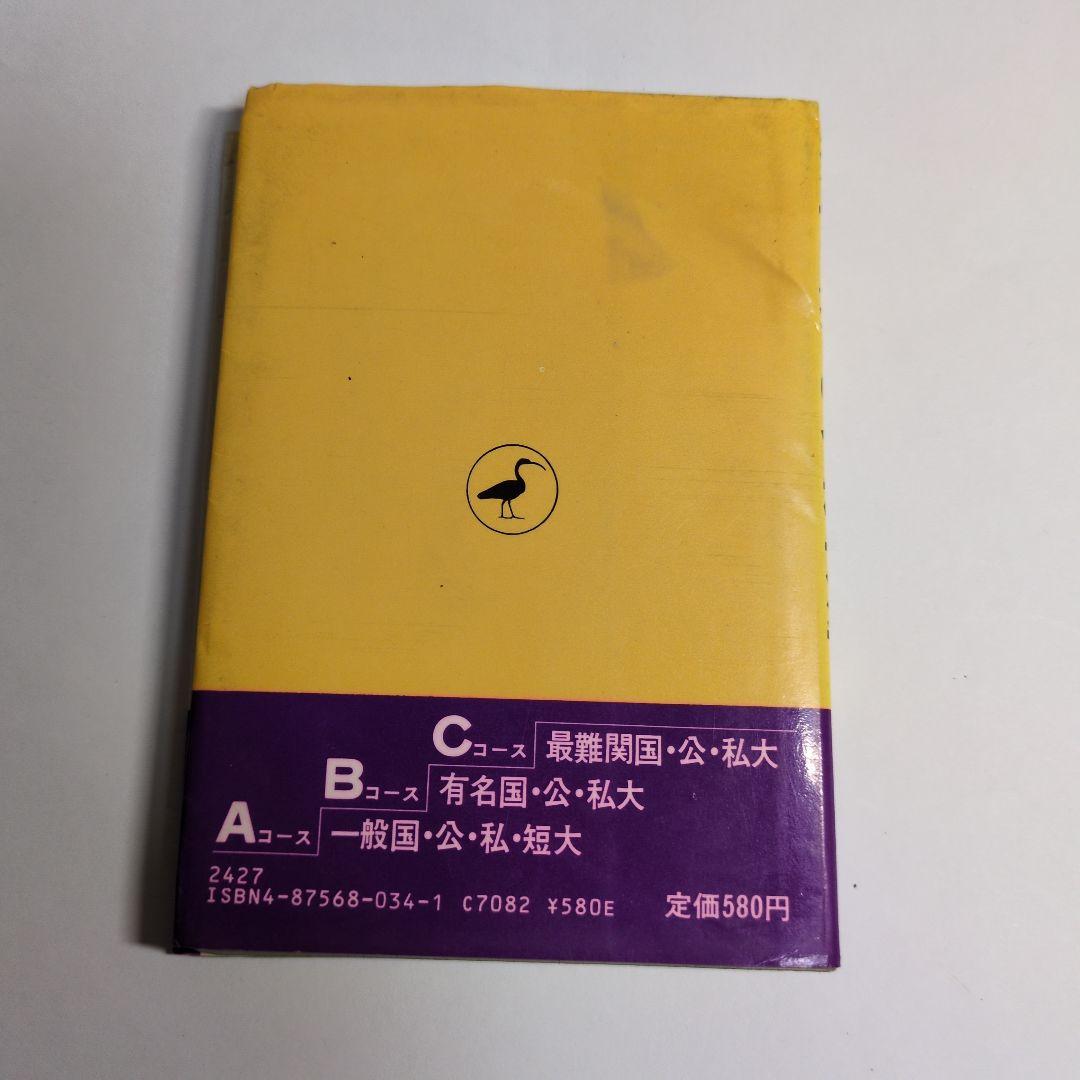 Cコース 最難関国・公・私大
Bコース 有名国・公・私大
Aコース 一般国・公・私・短大
2427
ISBN4-87568-034-1 C7082 ¥580E 定価580円